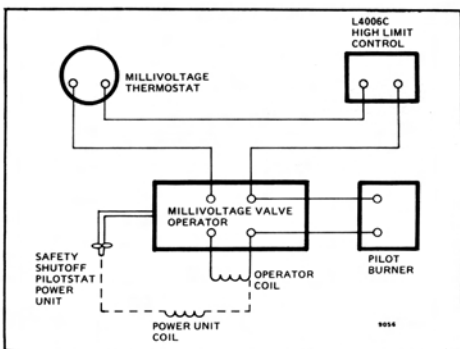 L4006C
HIGH LIMIT
CONTROL
MILLIVOLTAGE
THERMOSTAT
MILLIVOLTAGE VALVE
OPERATOR
SAFETY
SHUTOFF
PILOTSTAT
POWER
UNIT
OPERATOR
COIL
PILOT
BURNER
POWER UNIT
COIL
9056